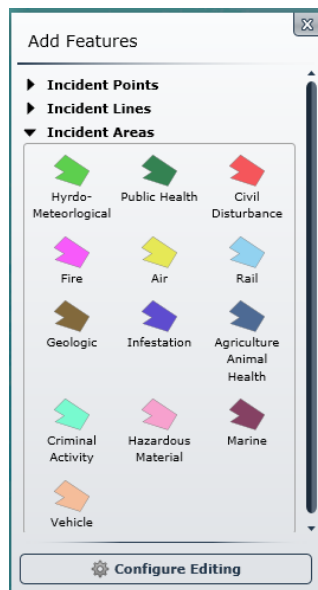 Add Features
Incident Points
Incident Lines
Incident Areas
Hyrdo-
Meteorlogical
Public Health
Civil
Disturbance
Fire
Air
Rail
Geologic
Infestation
Agriculture
Animal
Health
Criminal
Activity
Hazardous
Material
Marine
Vehicle
Configure Editing